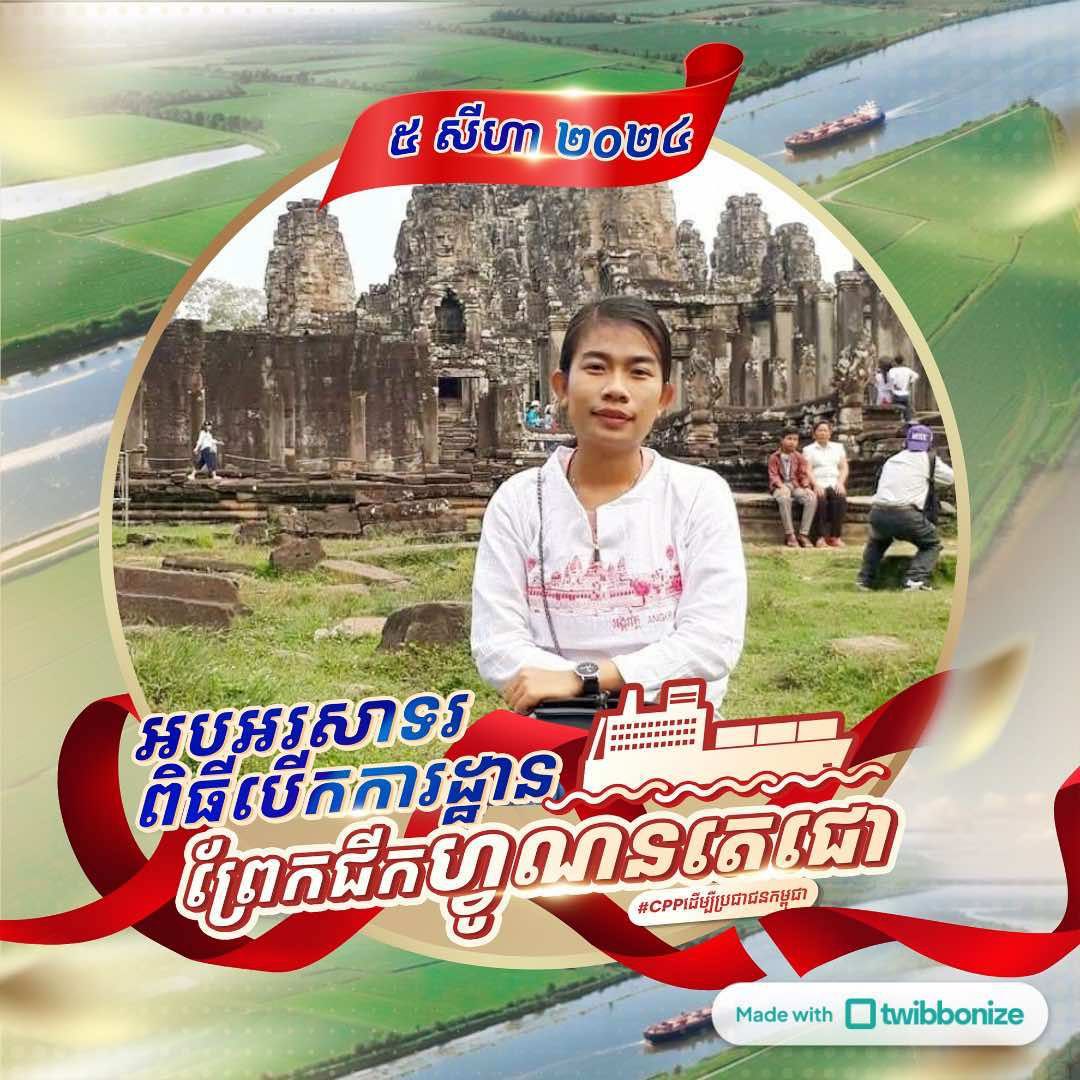 ៥ សីហា ២០២៤
អបអរសាទរ
ពិធីបើកការដ្ឋាន
ព្រែកជីកហ្វូណនតេជោ
#CPPដើម្បីប្រជាជនកម្ពុជា
Made with twibbonize